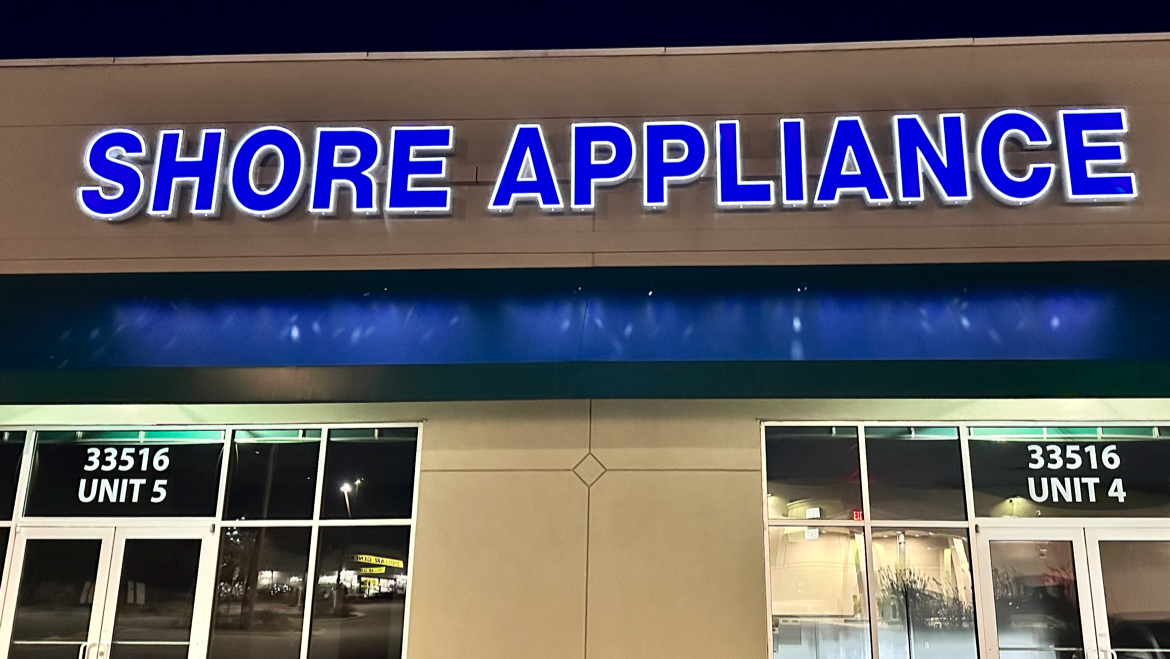 SHORE APPLIANCE
33516
UNIT 5
33516
UNIT 4